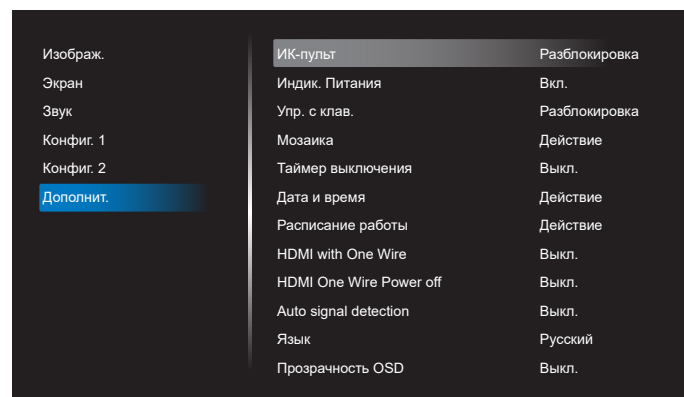 Изображ.
Экран
Звук
Конфиг. 1
Конфиг. 2
Дополнит.
ИК-пульт Разблокировка
Индик. Питания Вкл.
Упр. с клав. Разблокировка
Мозаика Действие
Таймер выключения Выкл.
Дата и время Действие
Расписание работы Действие
HDMI with One Wire Выкл.
HDMI One Wire Power off Выкл.
Auto signal detection Выкл.
Язык Русский
Прозрачность OSD Выкл.